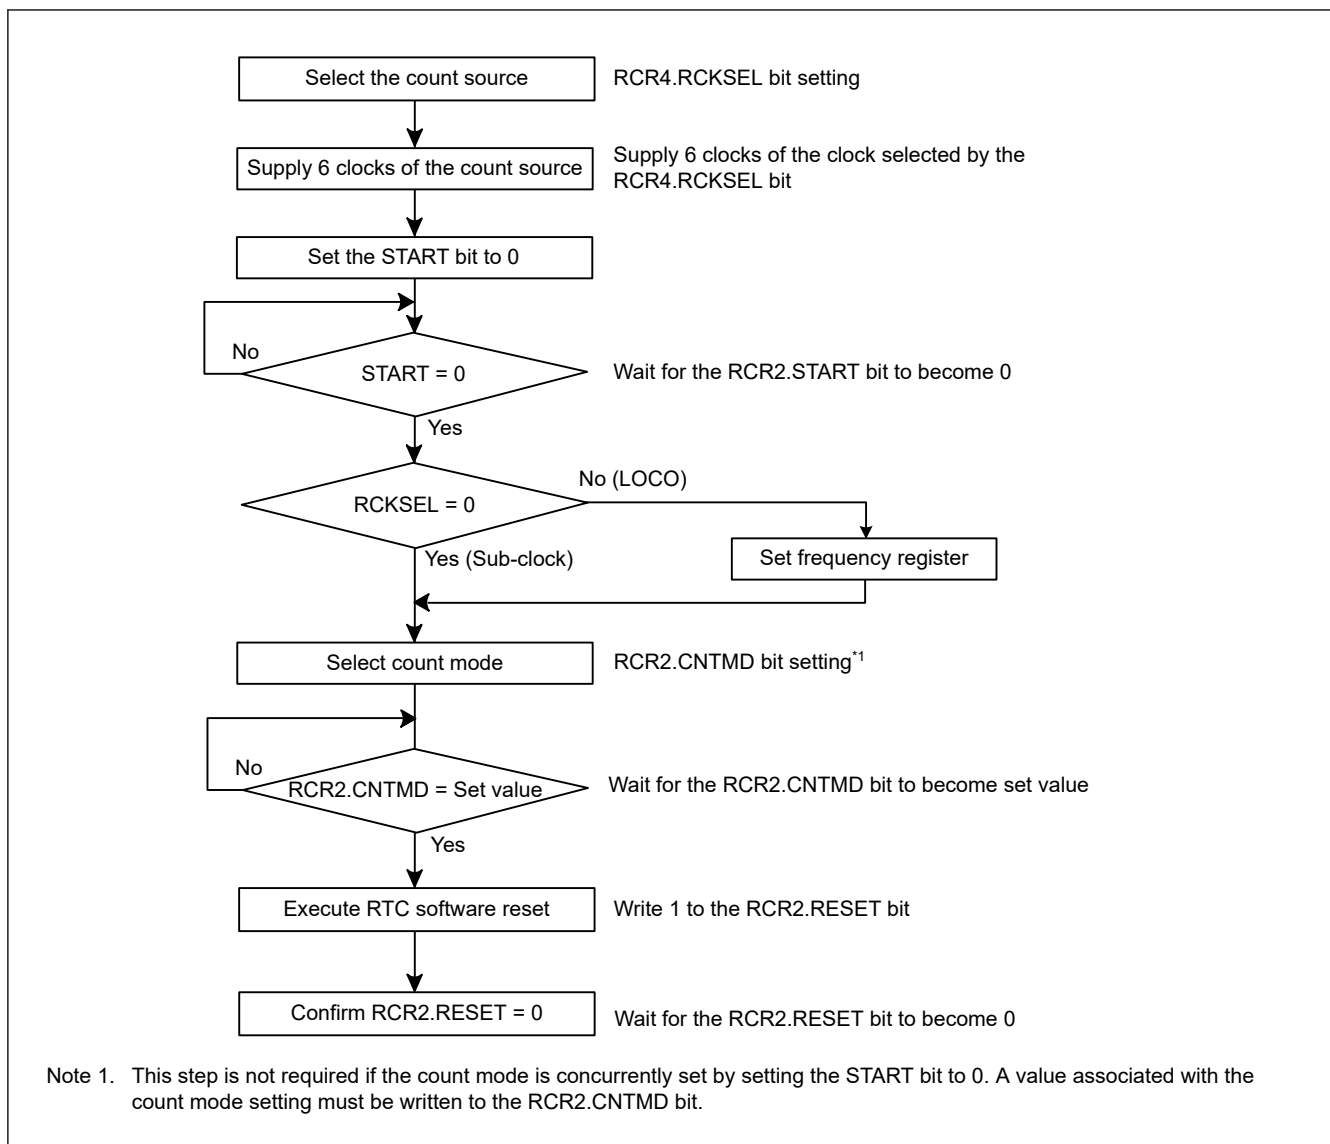 Select the count source
RCR4.RCKSEL bit setting
Supply 6 clocks of the count source
Supply 6 clocks of the clock selected by the
RCR4.RCKSEL bit
Set the START bit to 0
No
START = 0
Wait for the RCR2.START bit to become 0
Yes
RCKSEL = 0
No (LOCO)
Yes (Sub-clock)
Set frequency register
Select count mode
RCR2.CNTMD bit setting*1
No
RCR2.CNTMD = Set value
Wait for the RCR2.CNTMD bit to become set value
Yes
Execute RTC software reset
Write 1 to the RCR2.RESET bit
Confirm RCR2.RESET = 0
Wait for the RCR2.RESET bit to become 0
Note 1. This step is not required if the count mode is concurrently set by setting the START bit to 0. A value associated with the
count mode setting must be written to the RCR2.CNTMD bit.